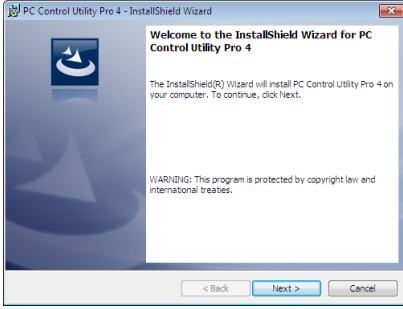 PC Control Utility Pro 4 - InstallShield Wizard
Welcome to the InstallShield Wizard for PC
Control Utility Pro 4
The InstallShield(R) Wizard will install PC Control Utility Pro 4 on
your computer. To continue, click Next.
WARNING: This program is protected by copyright law and
international treaties.
< Back
Next >
Cancel